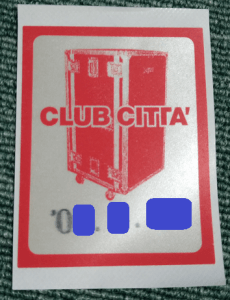 CLUB CITTA'
'0 . .